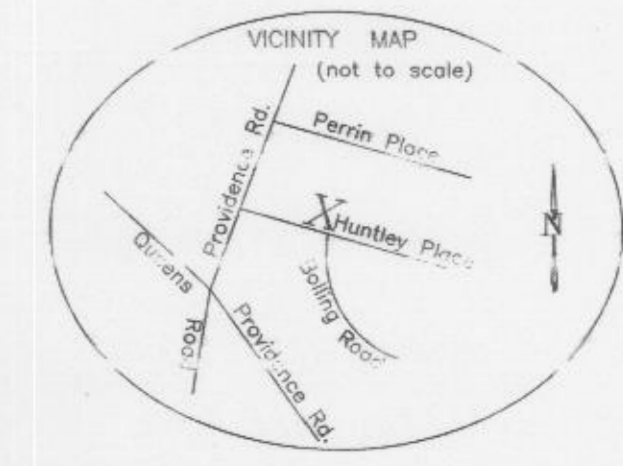 VICINITY MAP
(not to scale)
Providence Rd.
Perrin Place
X
Huntley Place
N
Queens
Road
Providence Rd.
Bolling Road